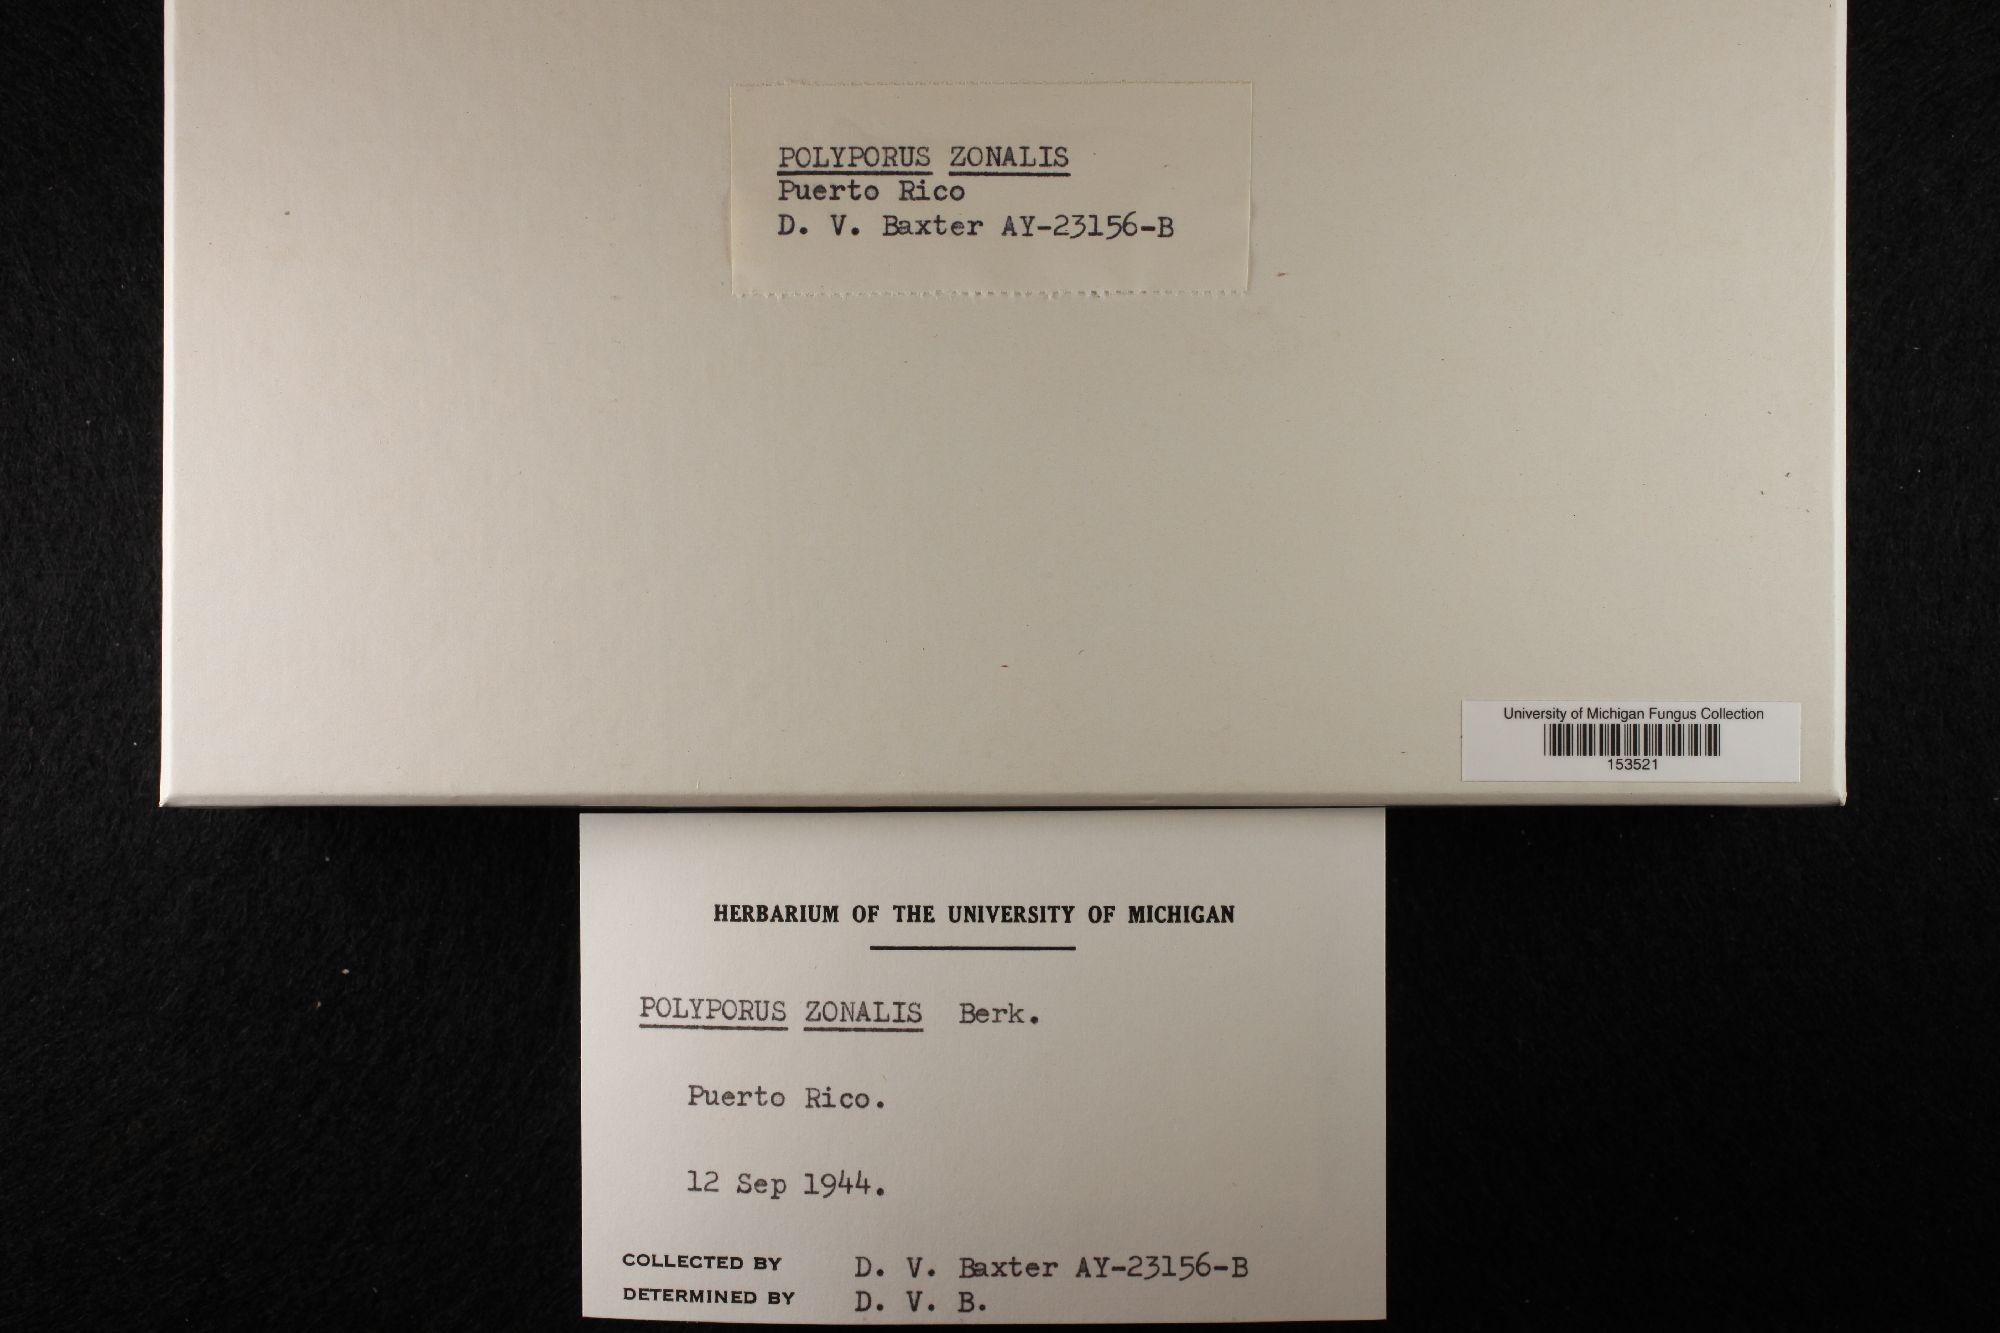 POLYPORUS ZONALIS
Puerto Rico
D. V. Baxter AY-23156-B
University of Michigan Fungus Collection
153521
HERBARIUM OF THE UNIVERSITY OF MICHIGAN
POLYPORUS ZONALIS Berk.
Puerto Rico.
12 Sep 1944.
COLLECTED BY D. V. Baxter AY-23156-B
DETERMINED BY D. V. B.